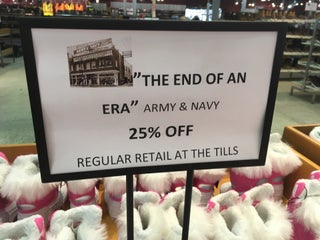 ”THE END OF AN
ERA” ARMY & NAVY
25% OFF
REGULAR RETAIL AT THE TILLS